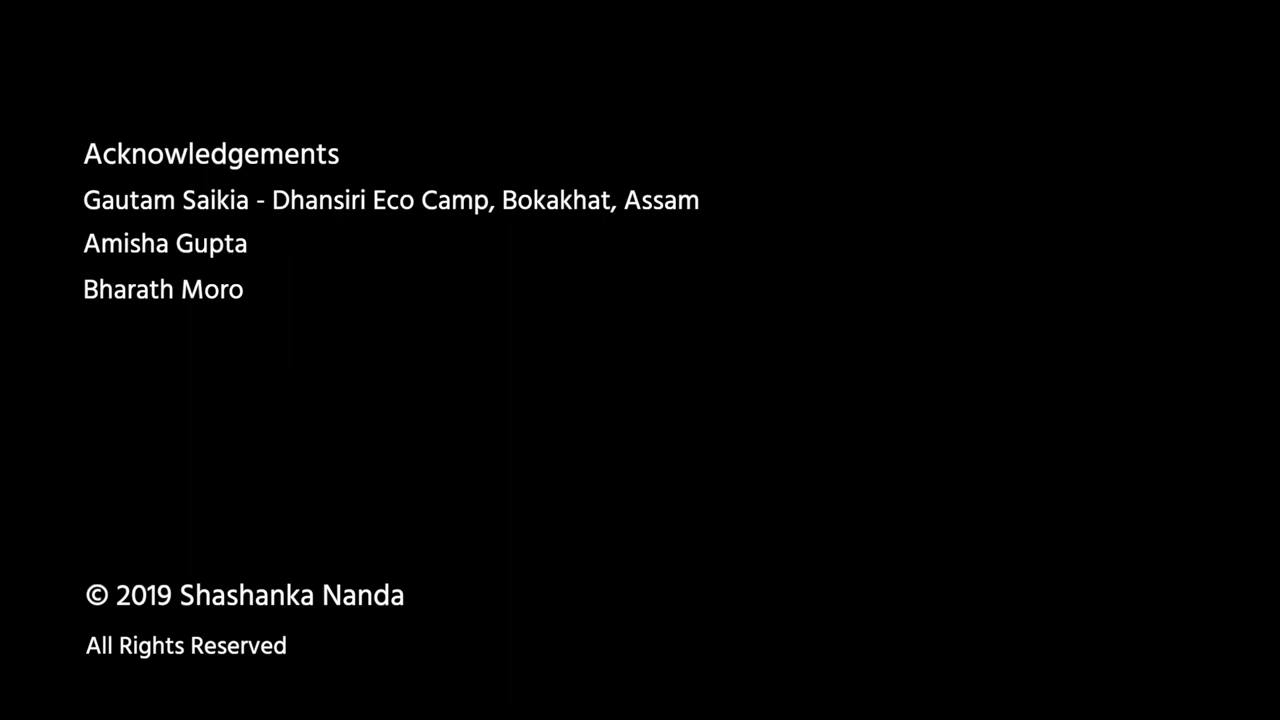 Acknowledgements
Gautam Saikia - Dhansiri Eco Camp, Bokakhat, Assam
Amisha Gupta
Bharath Moro
© 2019 Shashanka Nanda
All Rights Reserved